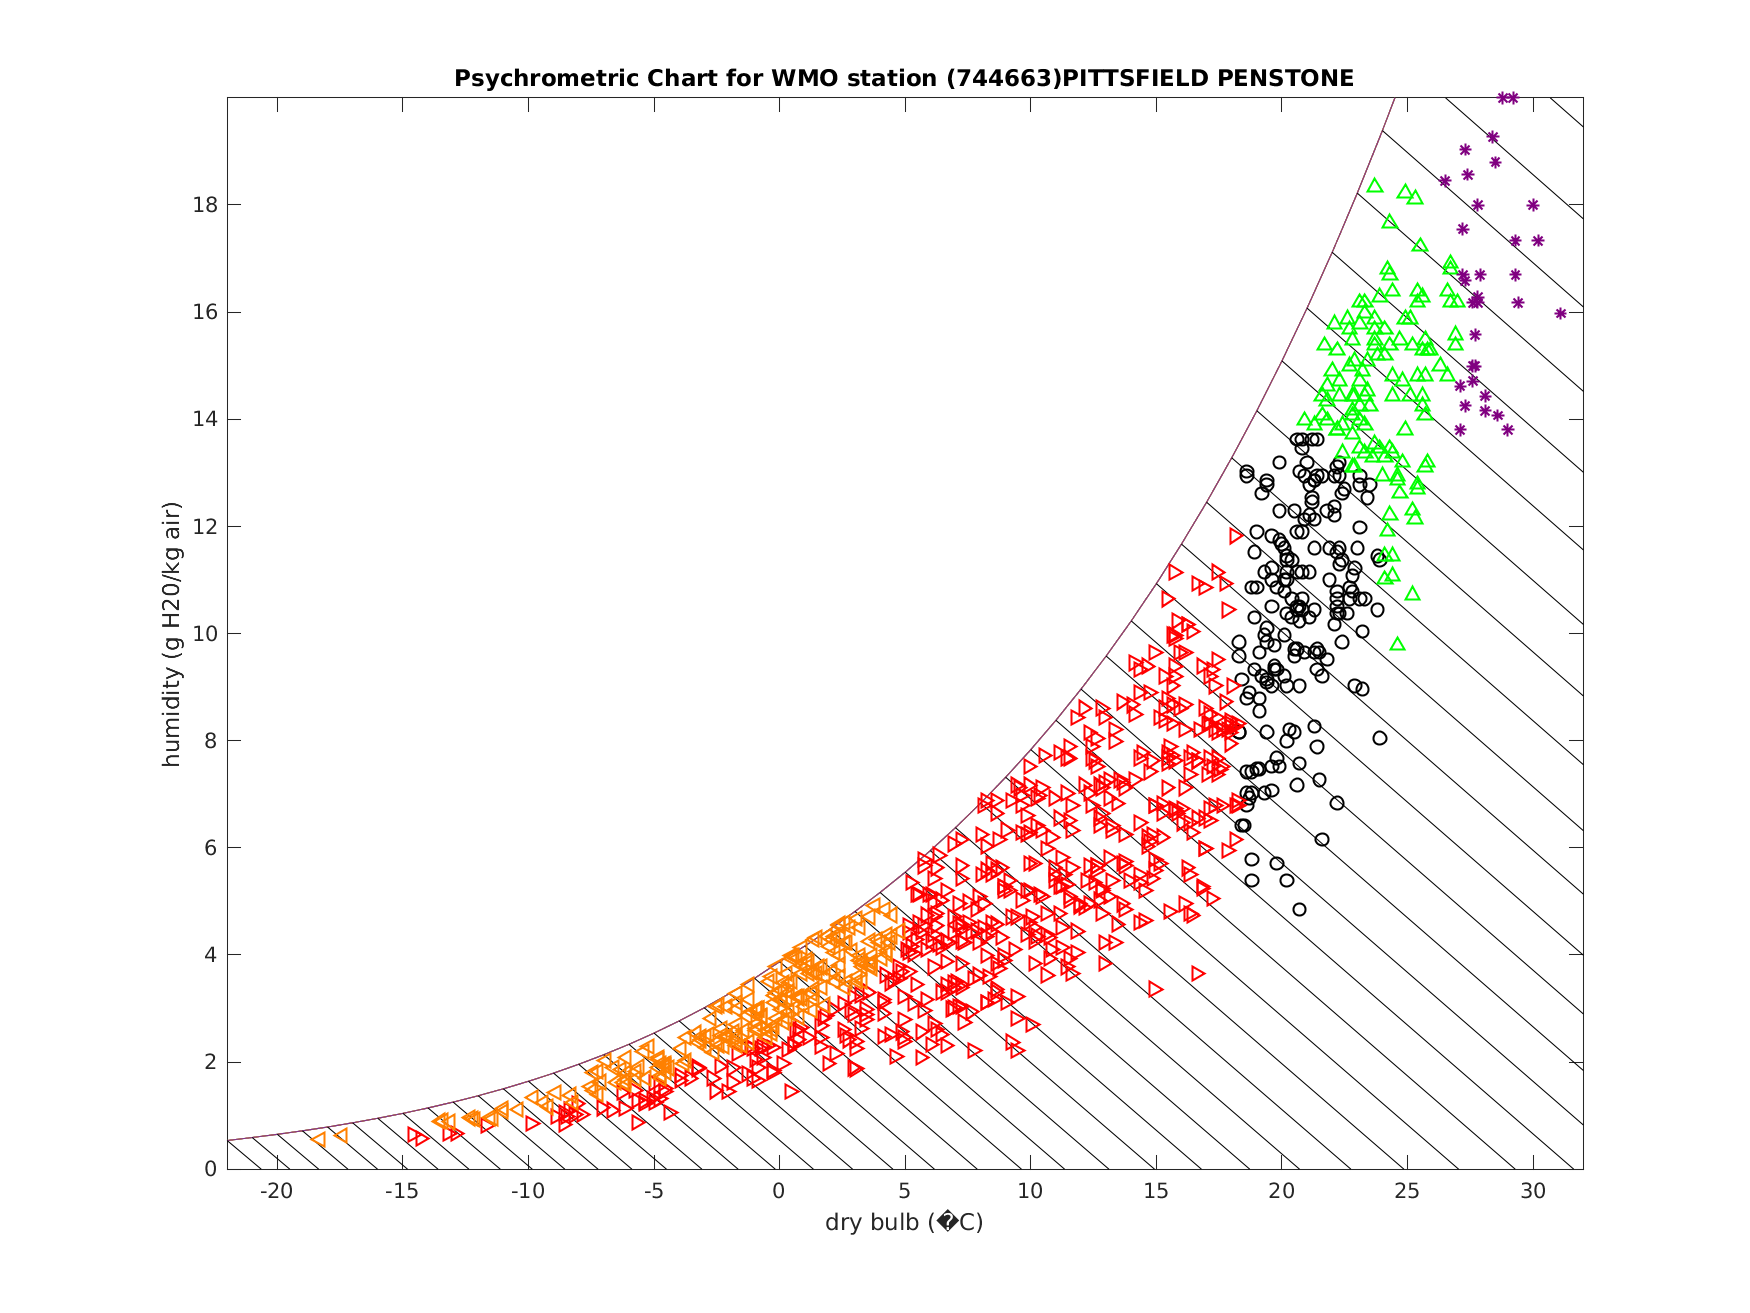 Psychrometric Chart for WMO station (744663)PITTSFIELD PENSTONE
humidity (g H20/kg air)
18
16
14
12
10
8
6
4
2
0
-20 -15 -10 -5 0 5 10 15 20 25 30
dry bulb (�C)